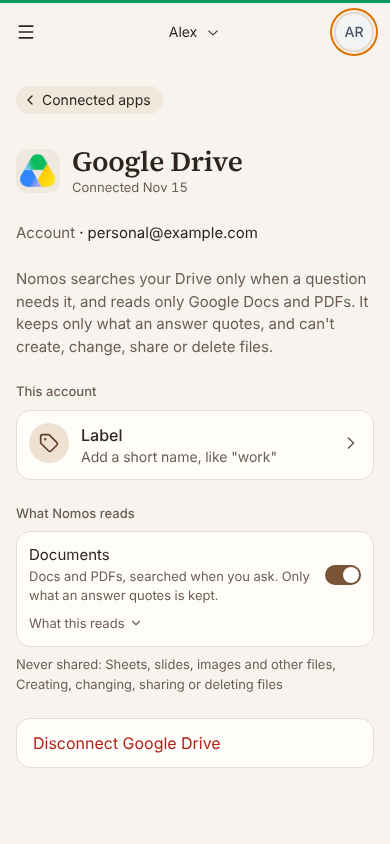 Alex
AR
Connected apps
Google Drive
Connected Nov 15
Account · personal@example.com
Nomos searches your Drive only when a question
needs it, and reads only Google Docs and PDFs. It
keeps only what an answer quotes, and can't
create, change, share or delete files.
This account
Label
Add a short name, like "work"
What Nomos reads
Documents
Docs and PDFs, searched when you ask. Only
what an answer quotes is kept.
What this reads
Never shared: Sheets, slides, images and other files,
Creating, changing, sharing or deleting files
Disconnect Google Drive